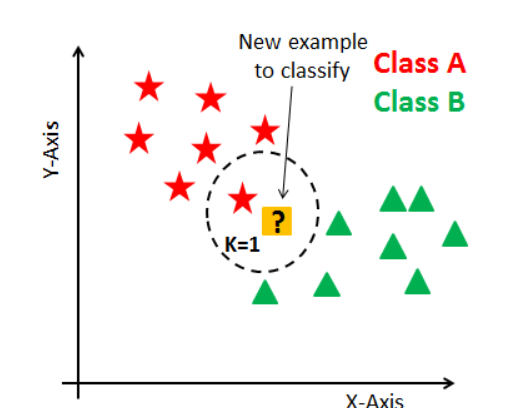 New example
to classify
Class A
Class B
Y-Axis
?
K=1
X-Axis